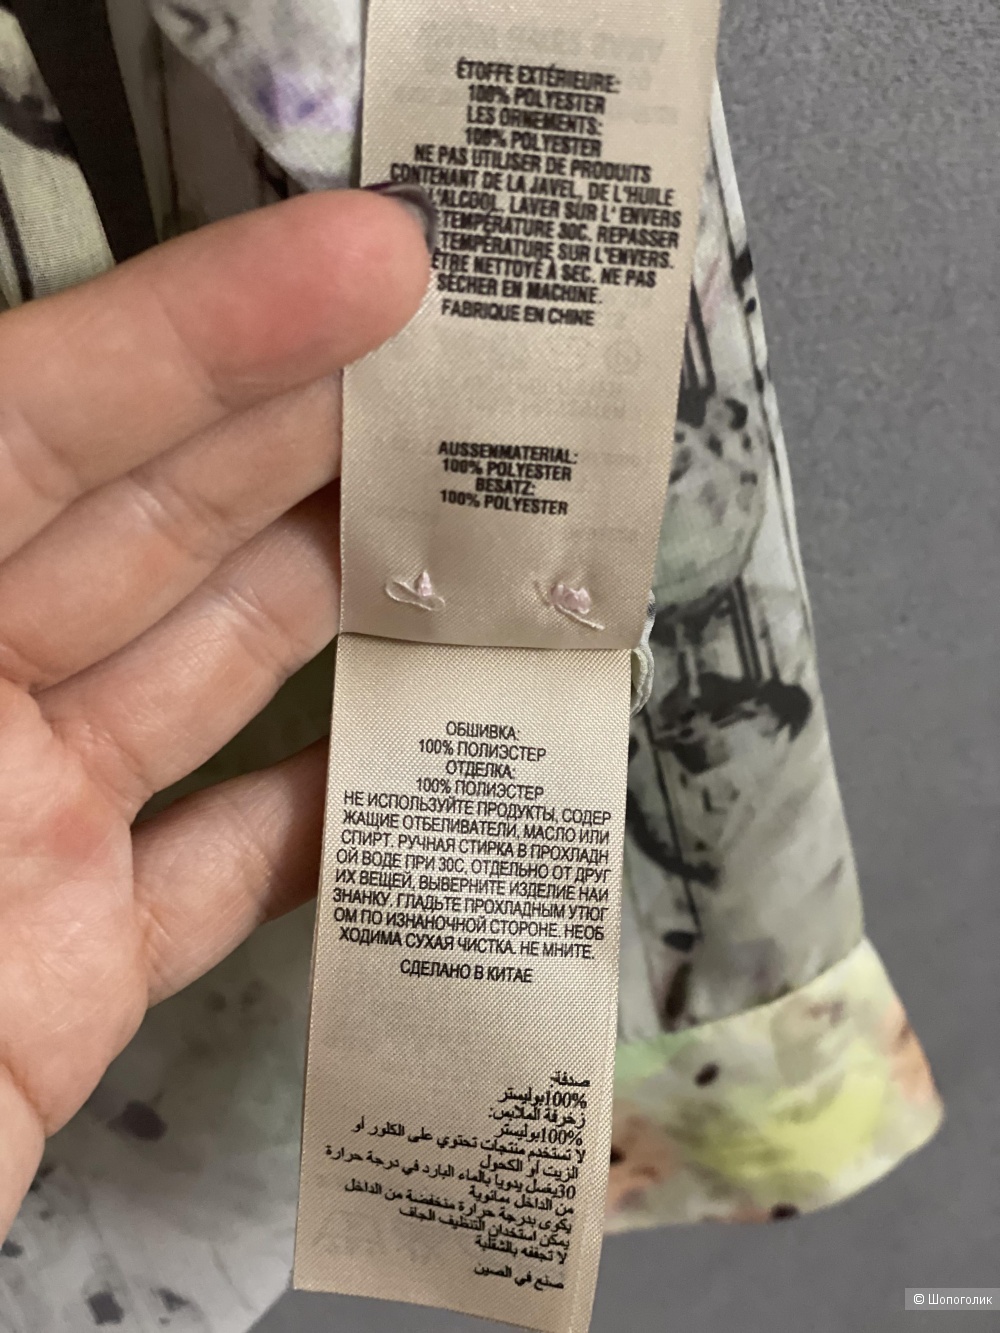 ÉTOFFE EXTÉRIEURE:
100% POLYESTER
LES ORNEMENTS:
100% POLYESTER
NE PAS UTILISER DE PRODUITS
CONTENANT DE LA JAVEL, DE L'HUILE
L'ALCOOL. LAVER SUR L' ENVERS
TEMPÉRATURE 30C. REPASSER
TEMPÉRATURE SUR L'ENVERS.
ÊTRE NETTOYÉ À SEC. NE PAS
SÉCHER EN MACHINE.
FABRIQUE EN CHINE
AUSSENMATERIAL:
100% POLYESTER
BESATZ:
100% POLYESTER
ОБШИВКА:
100% ПОЛИЭСТЕР
ОТДЕЛКА:
100% ПОЛИЭСТЕР
НЕ ИСПОЛЬЗУЙТЕ ПРОДУКТЫ, СОДЕР
ЖАЩИЕ ОТБЕЛИВАТЕЛИ, МАСЛО ИЛИ
СПИРТ. РУЧНАЯ СТИРКА В ПРОХЛАДН
ОЙ ВОДЕ ПРИ 30С, ОТДЕЛЬНО ОТ ДРУГ
ИХ ВЕЩЕЙ, ВЫВЕРНИТЕ ИЗДЕЛИЕ НАИ
ЗНАНКУ. ГЛАДЬТЕ ПРОХЛАДНЫМ УТЮГ
ОМ ПО ИЗНАНОЧНОЙ СТОРОНЕ. НЕОБ
ХОДИМА СУХАЯ ЧИСТКА. НЕ МНИТЕ.
СДЕЛАНО В КИТАЕ
صدفة:
100%بوليستر
زخرفة الملابس:
100%بوليستر
لا تستخدم منتجات تحتوي على الكلور أو
الزيت أو الكحول
30يغسل يدويا بالماء البارد في درجة حرارة
من الداخل بمانوية
يكوى بدرجة حرارة منخفضة من الداخل
يمكن استخدان التنظيف الجاف
لا تجففه بالشقلبة
صنع في الصين
© Шопоголик